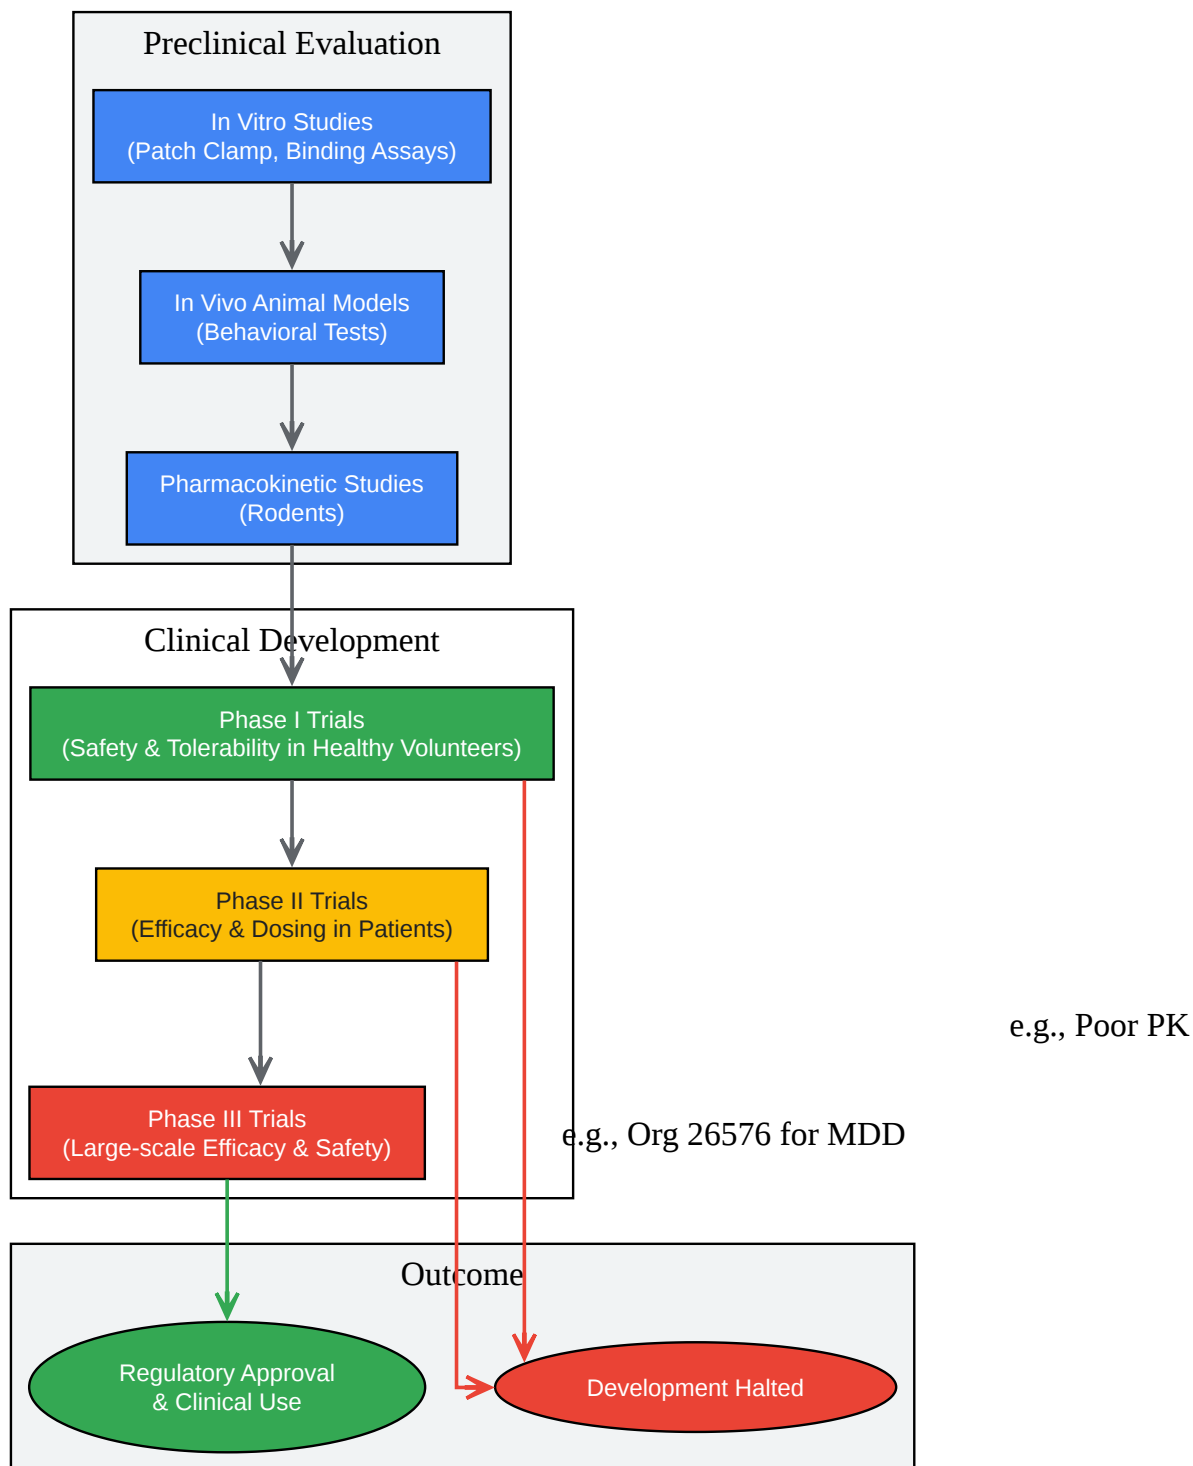 Preclinical Evaluation
In Vitro Studies
(Patch Clamp, Binding Assays)
In Vivo Animal Models
(Behavioral Tests)
Pharmacokinetic Studies
(Rodents)
Clinical Development
Phase I Trials
(Safety & Tolerability in Healthy Volunteers)
Phase II Trials
(Efficacy & Dosing in Patients)
e.g., Poor PK
Phase III Trials
(Large-scale Efficacy & Safety)
e.g., Org 26576 for MDD
Outcome
Regulatory Approval
& Clinical Use
Development Halted